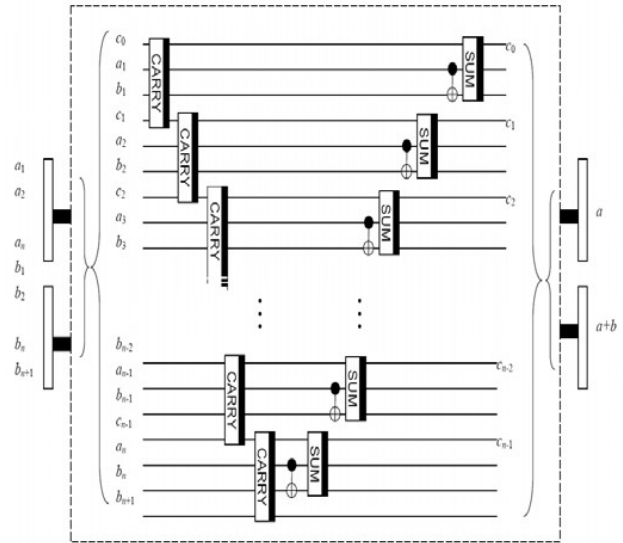 c0
c0
a1
b1
CARRY
SUM
c1
c1
a2
b2
CARRY
SUM
c2
c2
a3
b3
CARRY
SUM
a1
a2
an
b1
b2
bn
bn+1
a
a+b
bn-2
an-1
bn-1
cn-1
an
bn
bn+1
CARRY
SUM
cn-2
CARRY
SUM
cn-1